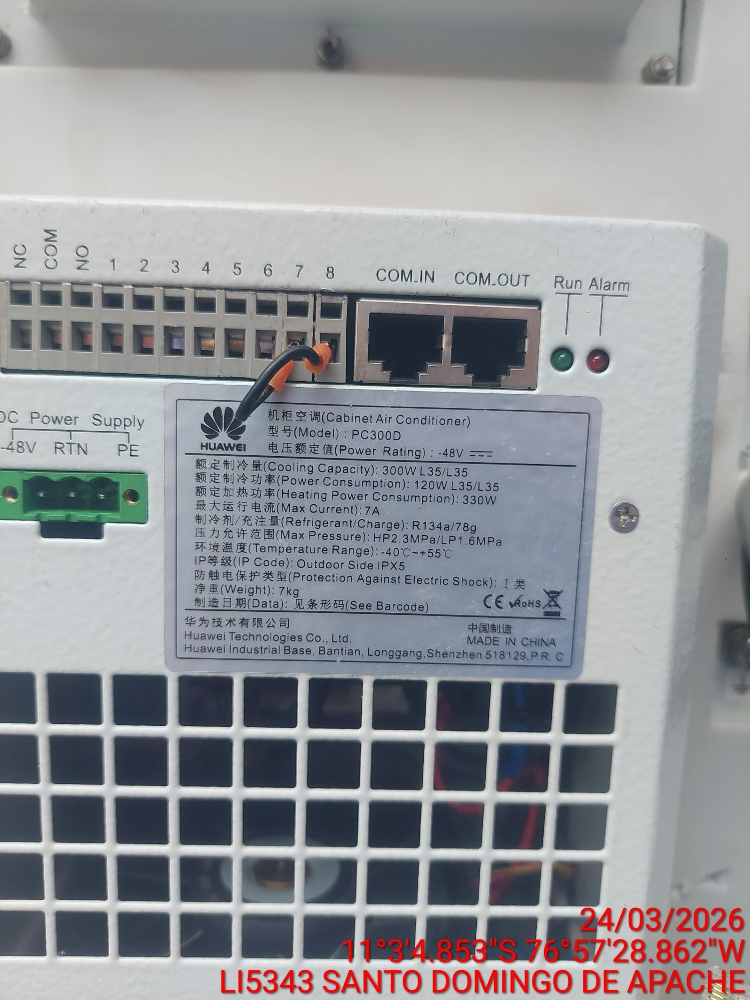 NC COM NO 1 2 3 4 5 6 7 8 COM_IN COM_OUT Run Alarm
DC Power Supply
-48V RTN PE
HUAWEI
机柜空调(Cabinet Air Conditioner)
型号(Model) : PC300D
电压额定值(Power Rating) : -48V
额定制冷量(Cooling Capacity): 300W L35/L35
额定制冷功率(Power Consumption): 120W L35/L35
额定加热功率(Heating Power Consumption): 330W
最大运行电流(Max Current): 7A
制冷剂/充注量(Refrigerant/Charge): R134a/78g
压力允许范围(Max Pressure): HP2.3MPa/LP1.6MPa
环境温度(Temperature Range): -40℃~+55℃
IP等级(IP Code): Outdoor Side IPX5
防触电保护类型(Protection Against Electric Shock): I 类
净重(Weight): 7kg
制造日期(Data): 见条形码(See Barcode)
CE RoHS
华为技术有限公司
中国制造
Huawei Technologies Co., Ltd.
MADE IN CHINA
Huawei Industrial Base, Bantian, Longgang, Shenzhen 518129, P.R. C
24/03/2026
11°3'4.853"S 76°57'28.862"W
LI5343 SANTO DOMINGO DE APACHE